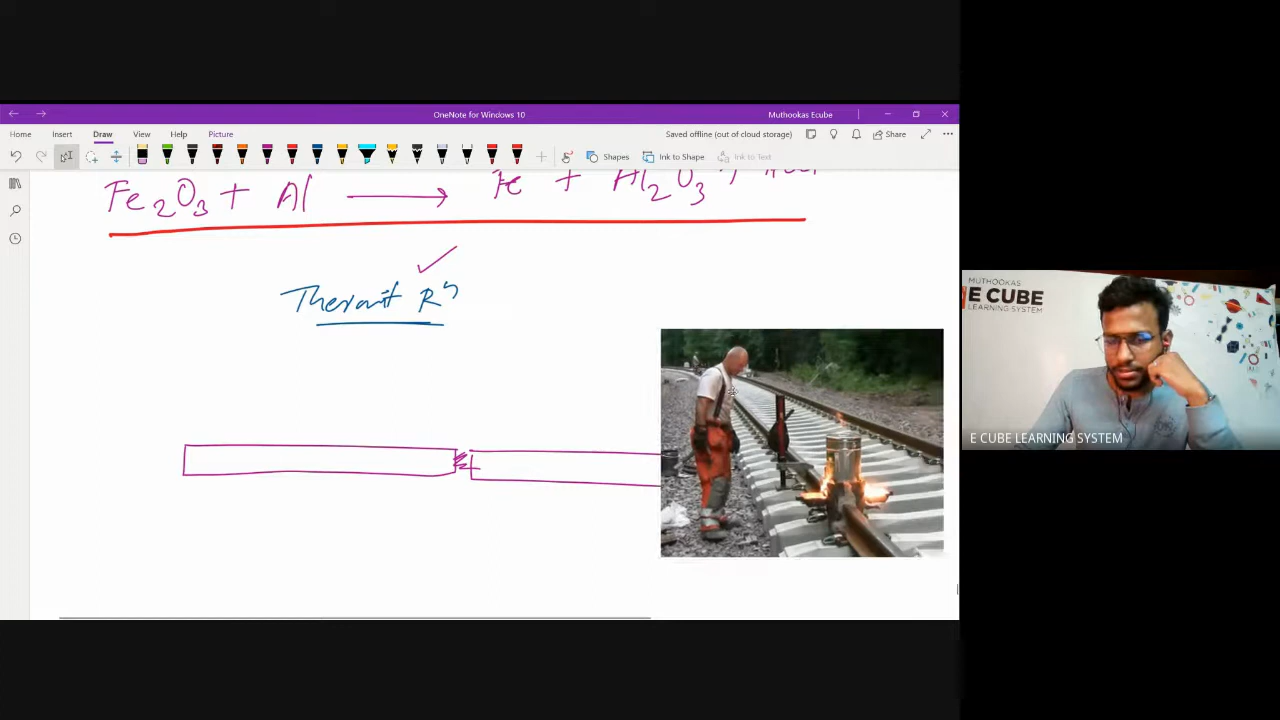 OneNote for Windows 10
Muthookas Ecube
Home Insert Draw View Help Picture
Saved offline (out of cloud storage)
Share
Shapes
Ink to Shape
Ink to Text
Fe2O3 + Al → Fe + Al2O3 +
Thermit Rn
MUTHOOKAS
E CUBE
LEARNING SYSTEM
E CUBE LEARNING SYSTEM